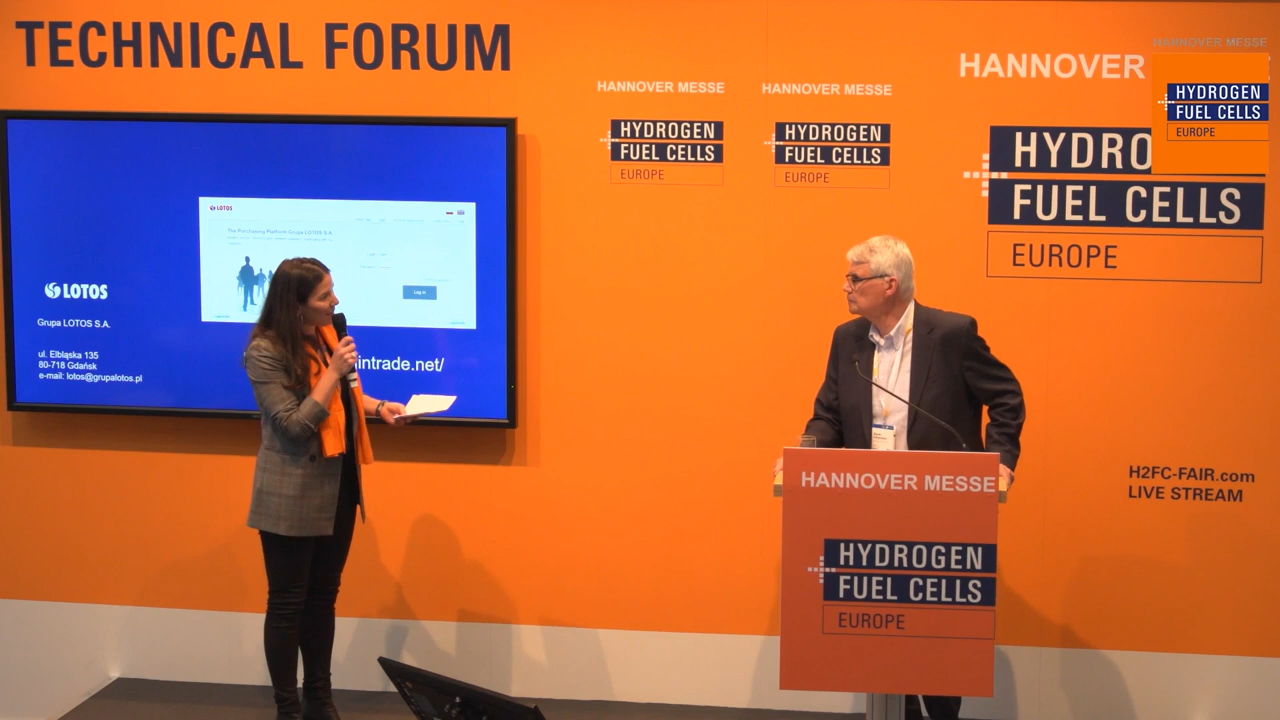 TECHNICAL FORUM
HANNOVER MESSE
HYDROGEN
FUEL CELLS
EUROPE
HANNOVER MESSE
HYDROGEN
FUEL CELLS
EUROPE
HANNOVER
HYDRO
FUEL CELLS
EUROPE
HANNOVER MESSE
HYDROGEN
FUEL CELLS
EUROPE
LOTOS
The Purchasing Platform Grupa LOTOS S.A.
Log in
LOTOS
Grupa LOTOS S.A.
ul. Elbląska 135
80-718 Gdańsk
e-mail: lotos@grupalotos.pl
intrade.net/
H2FC-FAIR.com
LIVE STREAM
HANNOVER MESSE
HYDROGEN
FUEL CELLS
EUROPE